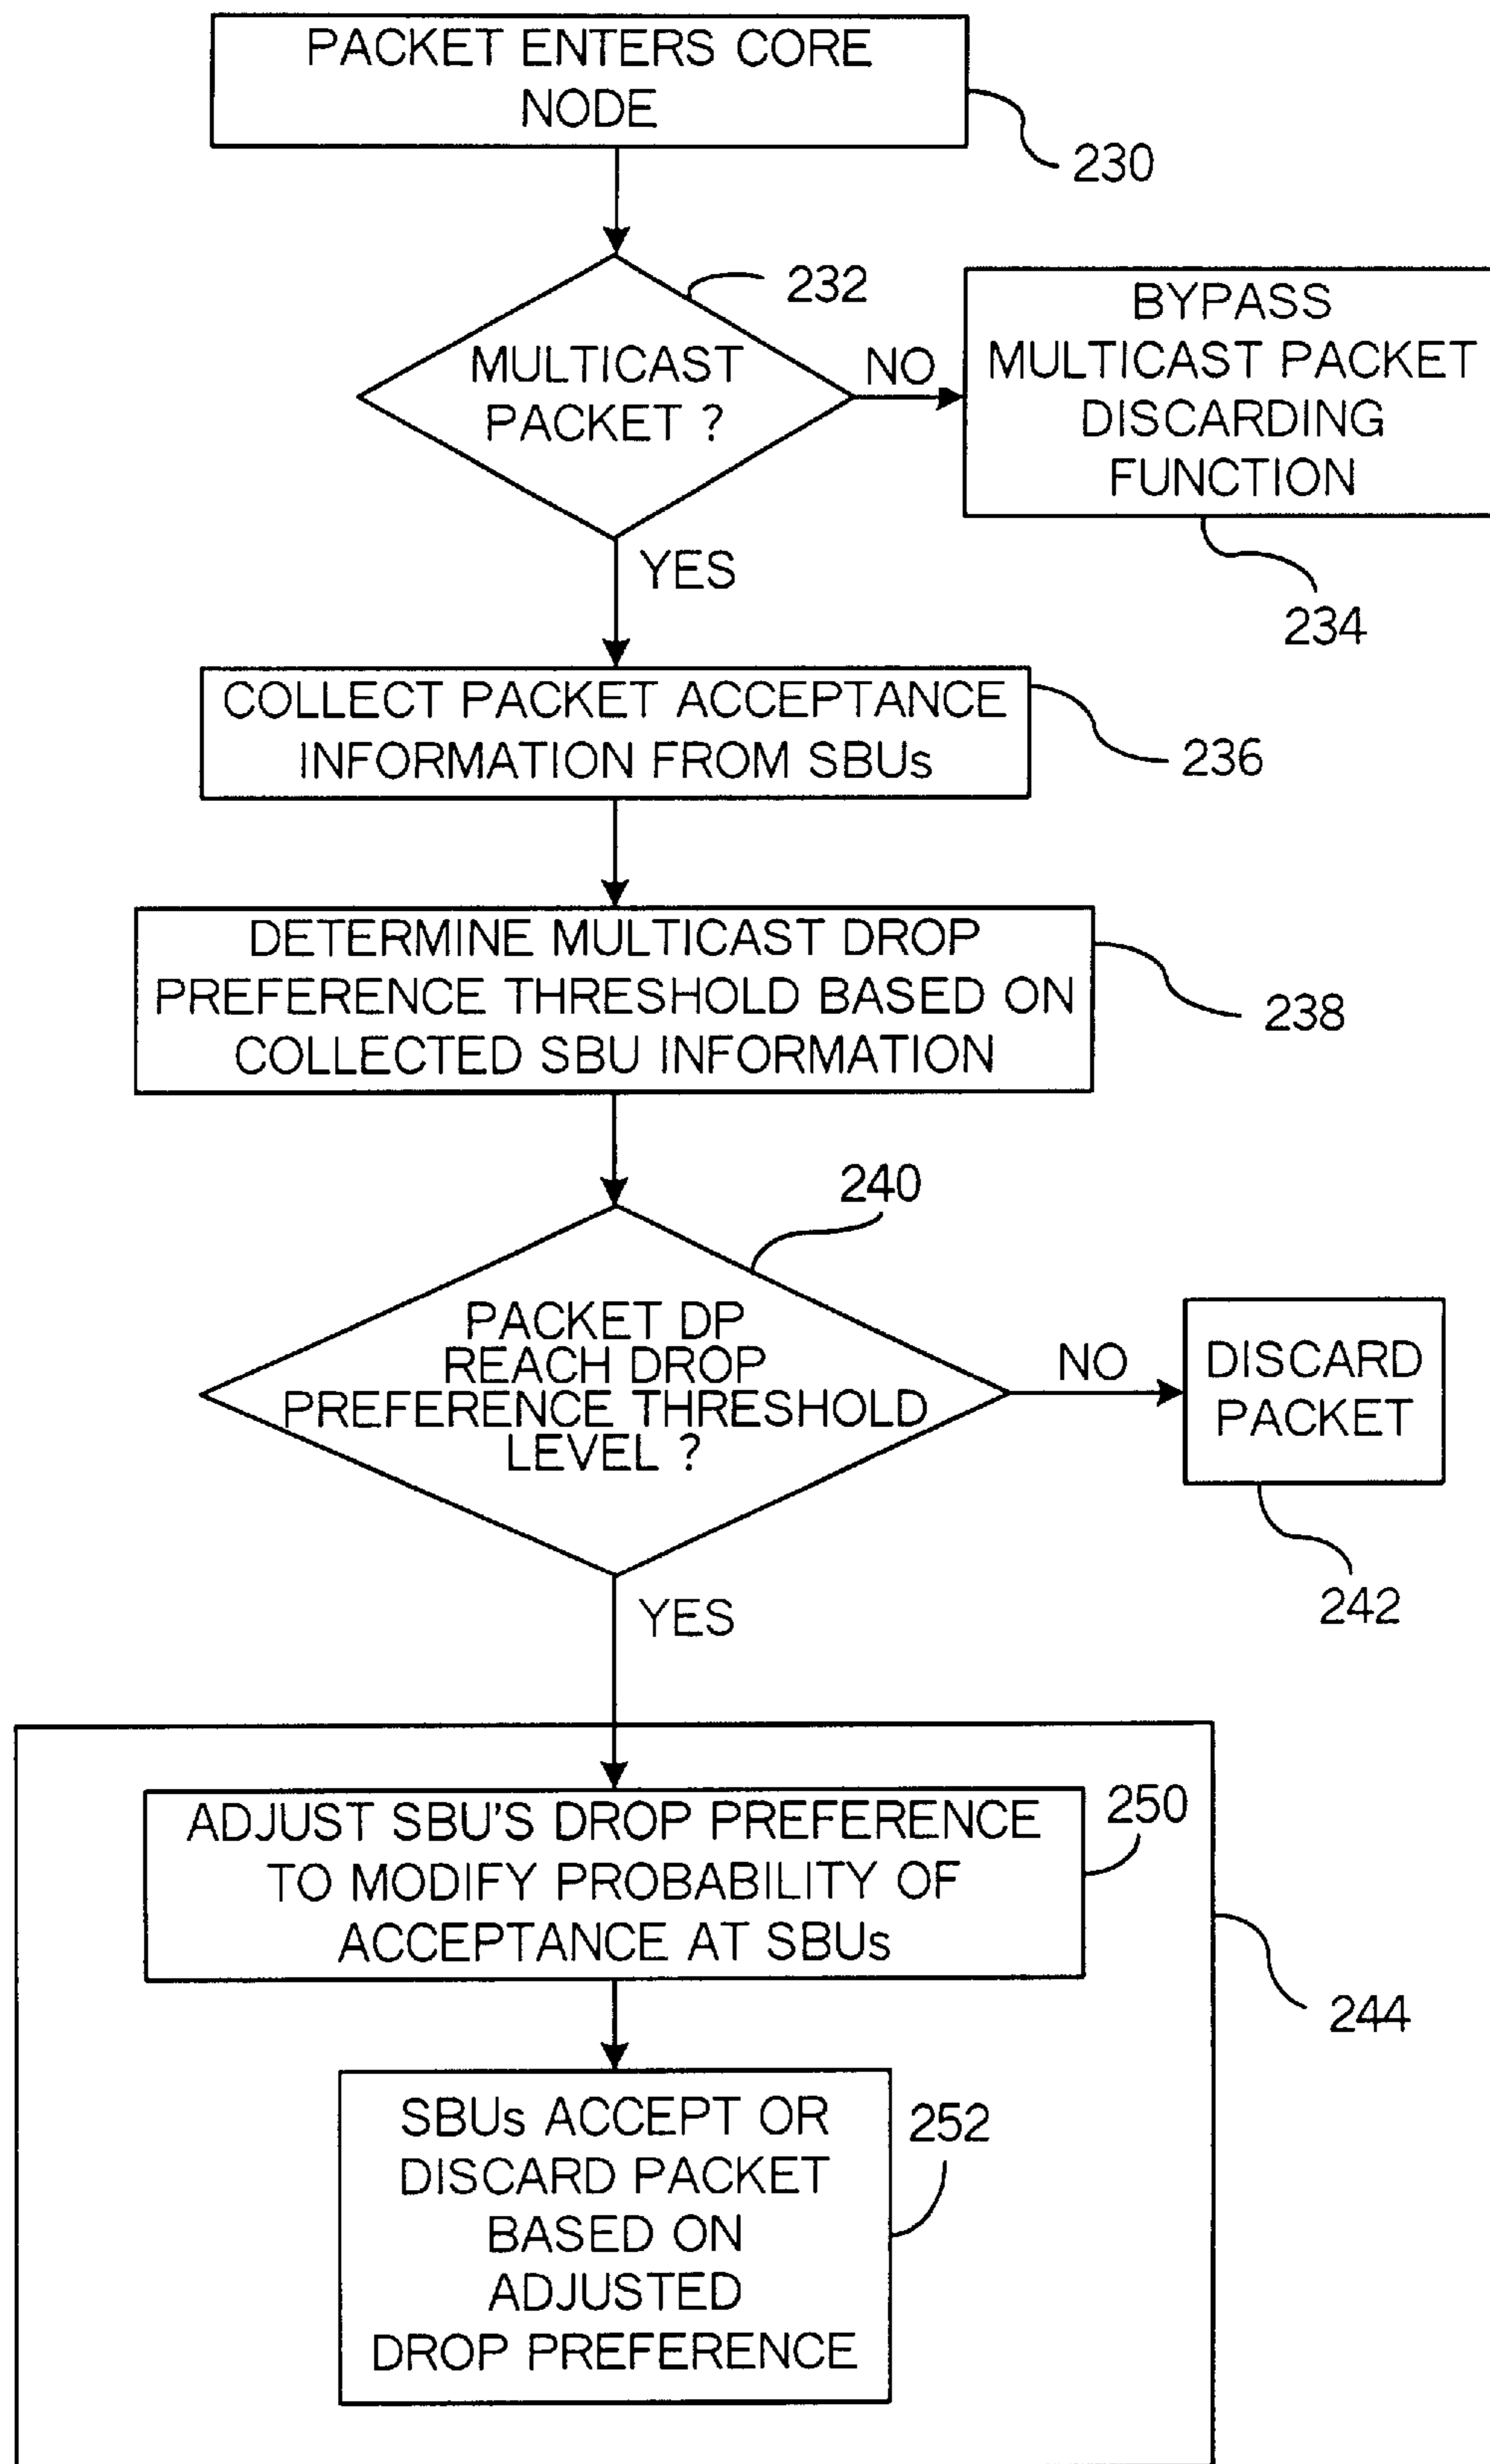 PACKET ENTERS CORE
NODE
230
232
MULTICAST
PACKET ?
NO
BYPASS
MULTICAST PACKET
DISCARDING
FUNCTION
234
YES
COLLECT PACKET ACCEPTANCE
INFORMATION FROM SBUs
236
DETERMINE MULTICAST DROP
PREFERENCE THRESHOLD BASED ON
COLLECTED SBU INFORMATION
238
240
PACKET DP
REACH DROP
PREFERENCE THRESHOLD
LEVEL ?
NO
DISCARD
PACKET
242
YES
ADJUST SBU'S DROP PREFERENCE
TO MODIFY PROBABILITY OF
ACCEPTANCE AT SBUs
250
244
SBUs ACCEPT OR
DISCARD PACKET
BASED ON
ADJUSTED
DROP PREFERENCE
252